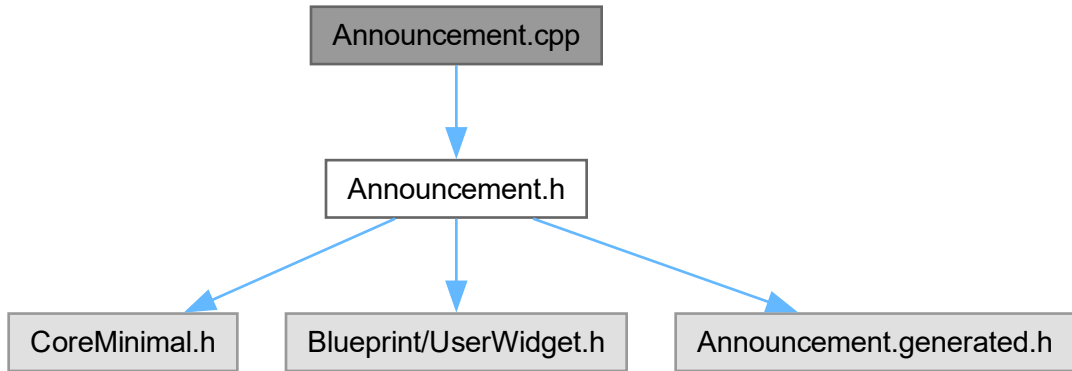 Announcement.cpp
Announcement.h
CoreMinimal.h
Blueprint/UserWidget.h
Announcement.generated.h